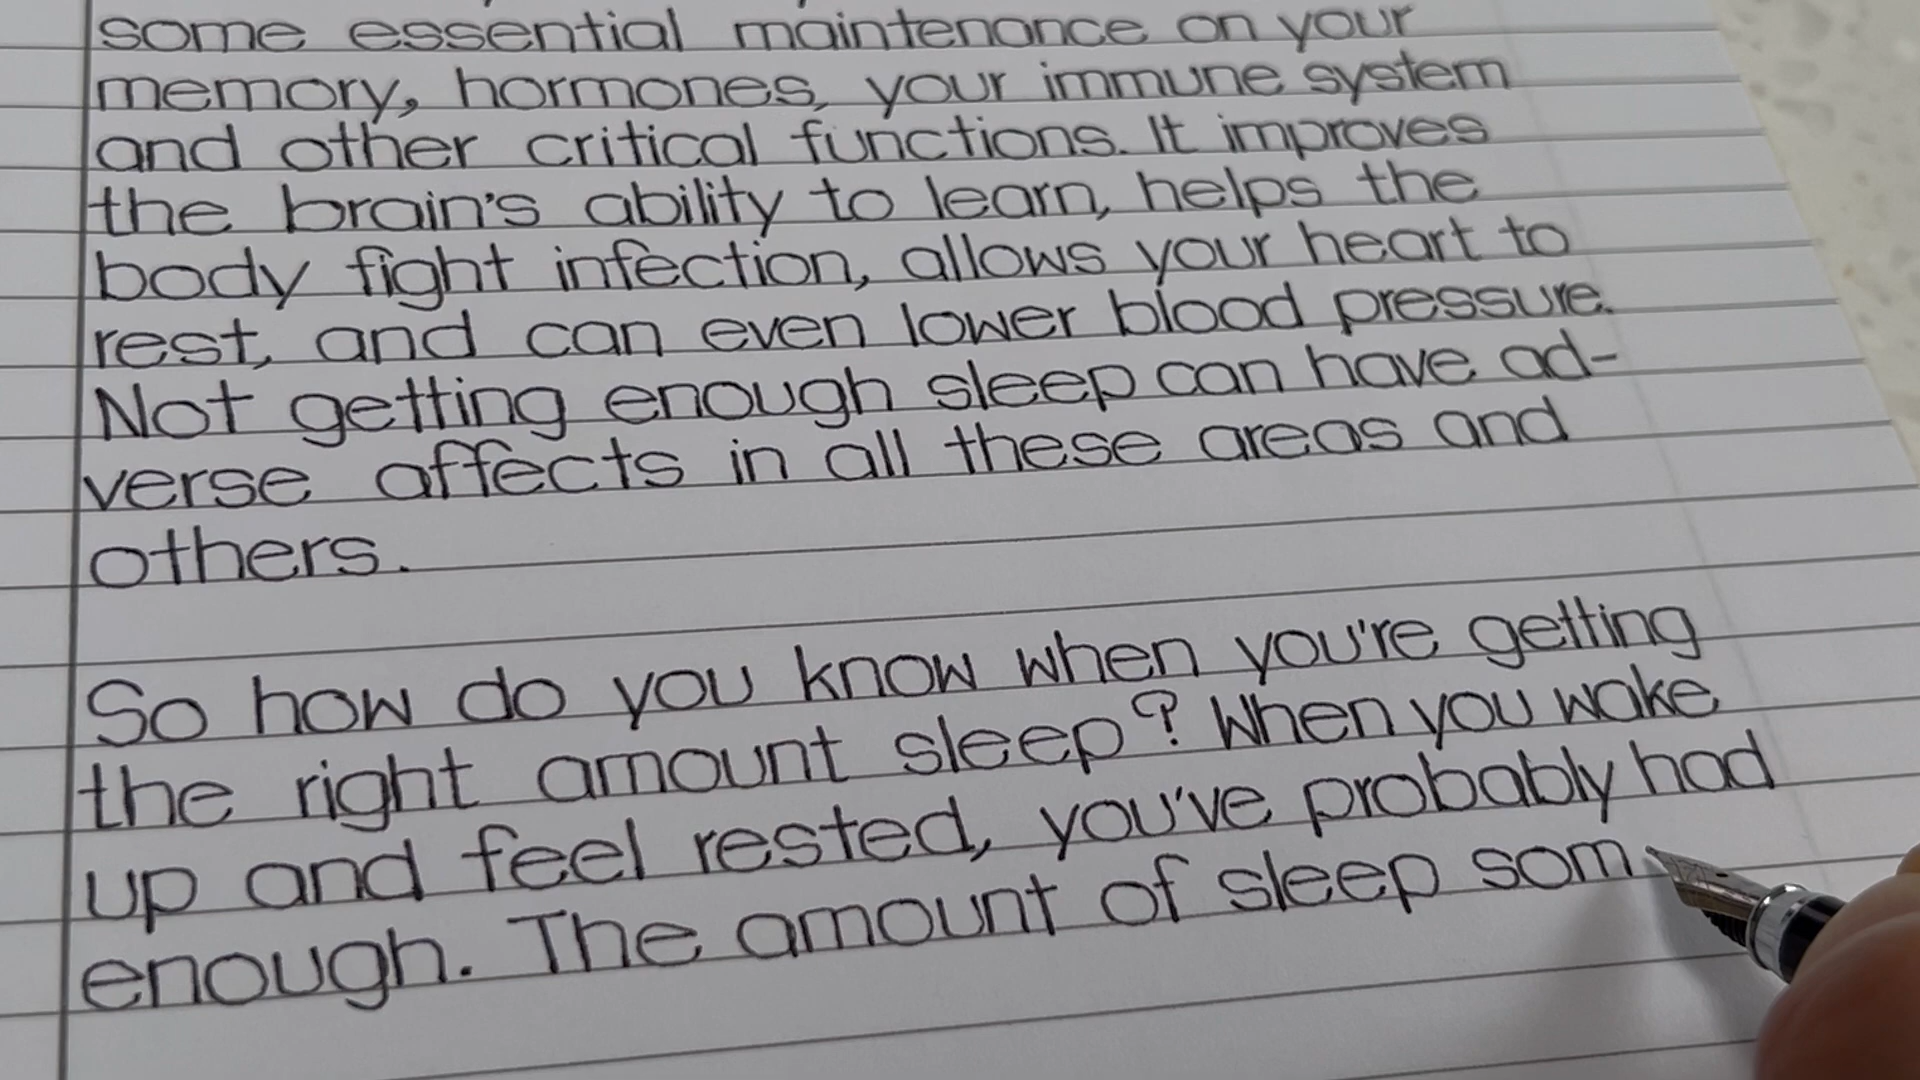 some essential maintenance on your
memory, hormones, your immune system
and other critical functions. It improves
the brain's ability to learn, helps the
body fight infection, allows your heart to
rest, and can even lower blood pressure.
Not getting enough sleep can have ad-
verse affects in all these areas and
others.
So how do you know when you're getting
the right amount sleep? When you wake
up and feel rested, you've probably had
enough. The amount of sleep som